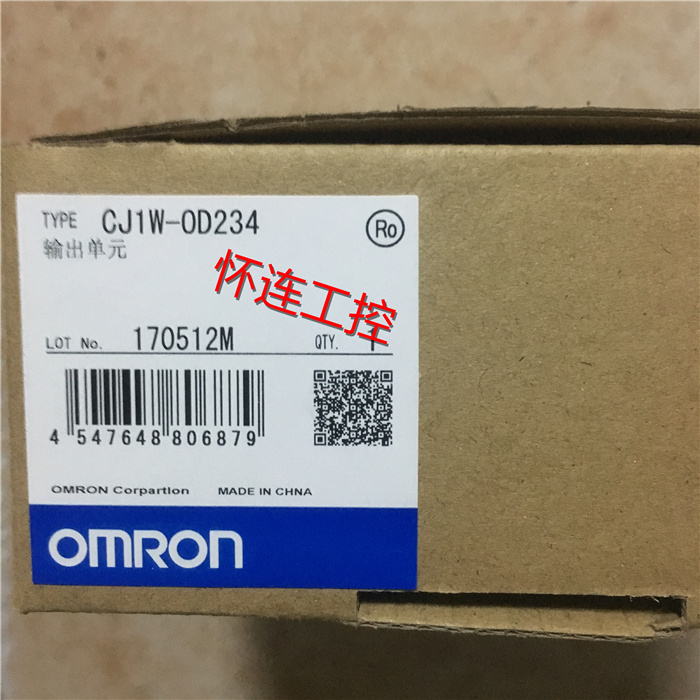 TYPE CJ1W-OD234
Ro
输出单元
怀连工控
LOT No. 170512M QTY. 1
4 547648 806879
OMRON Corpartion MADE IN CHNA
OMRON